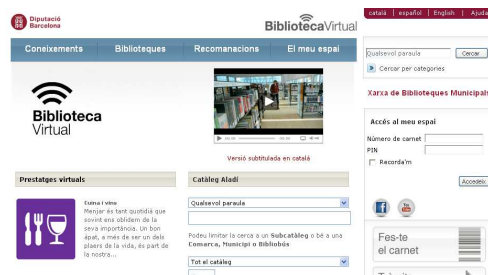 Diputació
Barcelona
BibliotecaVirtual
català | español | English | Ajuda
Coneixements
Biblioteques
Recomanacions
El meu espai
Qualsevol paraula
Cercar
Cercar per categories
Biblioteca
Virtual
Versió subtitulada en català
Xarxa de Biblioteques Municipals
Accés al meu espai
Número de carnet
PIN
Recorda'm
Accedeix
Prestatges virtuals
Cuina i vins
Menjar és tant quotidià que
sovint ens oblidem de la
seva importància. Un bon
àpat, a més de ser un dels
plaers de la vida, és part de
la nostra...
Catàleg Aladí
Qualsevol paraula
Podeu limitar la cerca a un Subcatàleg o bé a una
Comarca, Municipi o Bibliobús
Tot el catàleg
Fes-te
el carnet